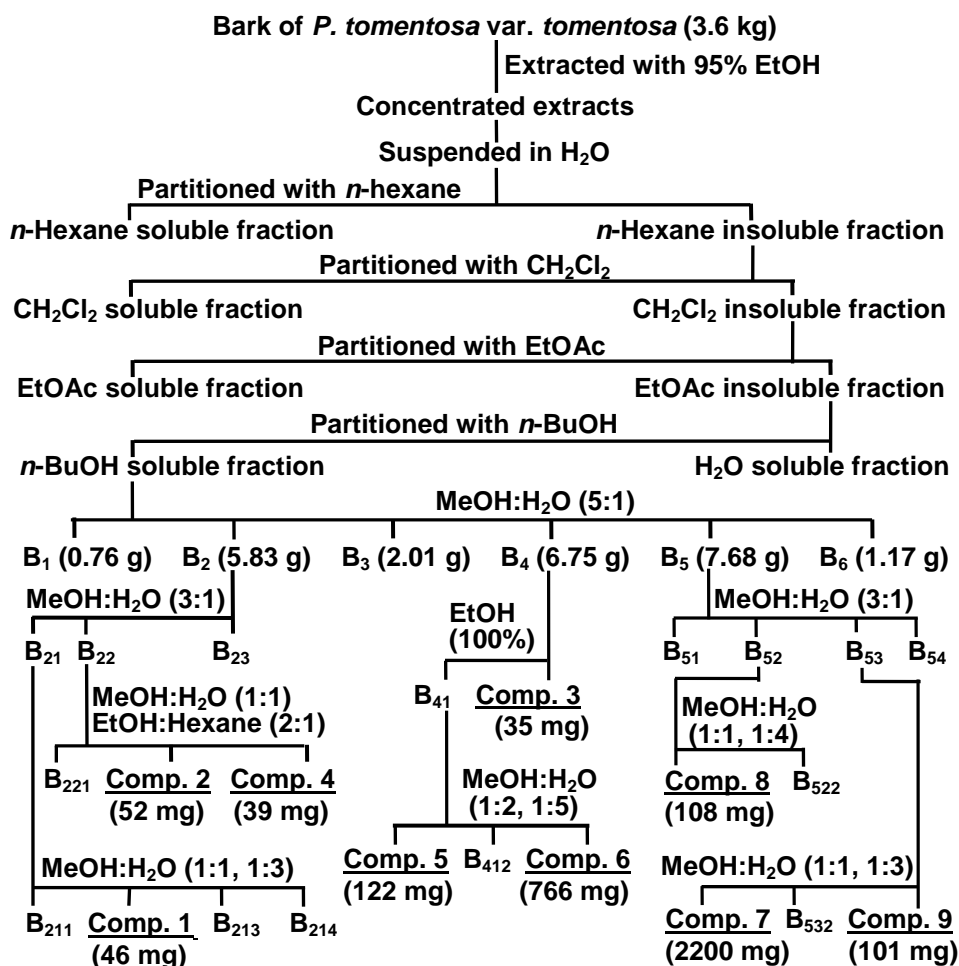 Bark of P. tomentosa var. tomentosa (3.6 kg)
Extracted with 95% EtOH
Concentrated extracts
Suspended in H₂O
Partitioned with n-hexane
n-Hexane soluble fraction n-Hexane insoluble fraction
Partitioned with CH₂Cl₂
CH₂Cl₂ soluble fraction CH₂Cl₂ insoluble fraction
Partitioned with EtOAc
EtOAc soluble fraction EtOAc insoluble fraction
Partitioned with n-BuOH
n-BuOH soluble fraction H₂O soluble fraction
MeOH:H₂O (5:1)
B₁ (0.76 g) B₂ (5.83 g) B₃ (2.01 g) B₄ (6.75 g) B₅ (7.68 g) B₆ (1.17 g)
MeOH:H₂O (3:1)
B₂₁ B₂₂ B₂₃
MeOH:H₂O (1:1)
EtOH:Hexane (2:1)
B₂₂₁ Comp. 2 Comp. 4
(52 mg) (39 mg)
MeOH:H₂O (1:1, 1:3)
B₂₁₁ Comp. 1 B₂₁₃ B₂₁₄
(46 mg)
EtOH
(100%)
B₄₁ Comp. 3
(35 mg)
MeOH:H₂O
(1:2, 1:5)
Comp. 5 B₄₁₂ Comp. 6
(122 mg) (766 mg)
MeOH:H₂O (3:1)
B₅₁ B₅₂ B₅₃ B₅₄
MeOH:H₂O
(1:1, 1:4)
Comp. 8 B₅₂₂
(108 mg)
MeOH:H₂O (1:1, 1:3)
Comp. 7 B₅₃₂ Comp. 9
(2200 mg) (101 mg)